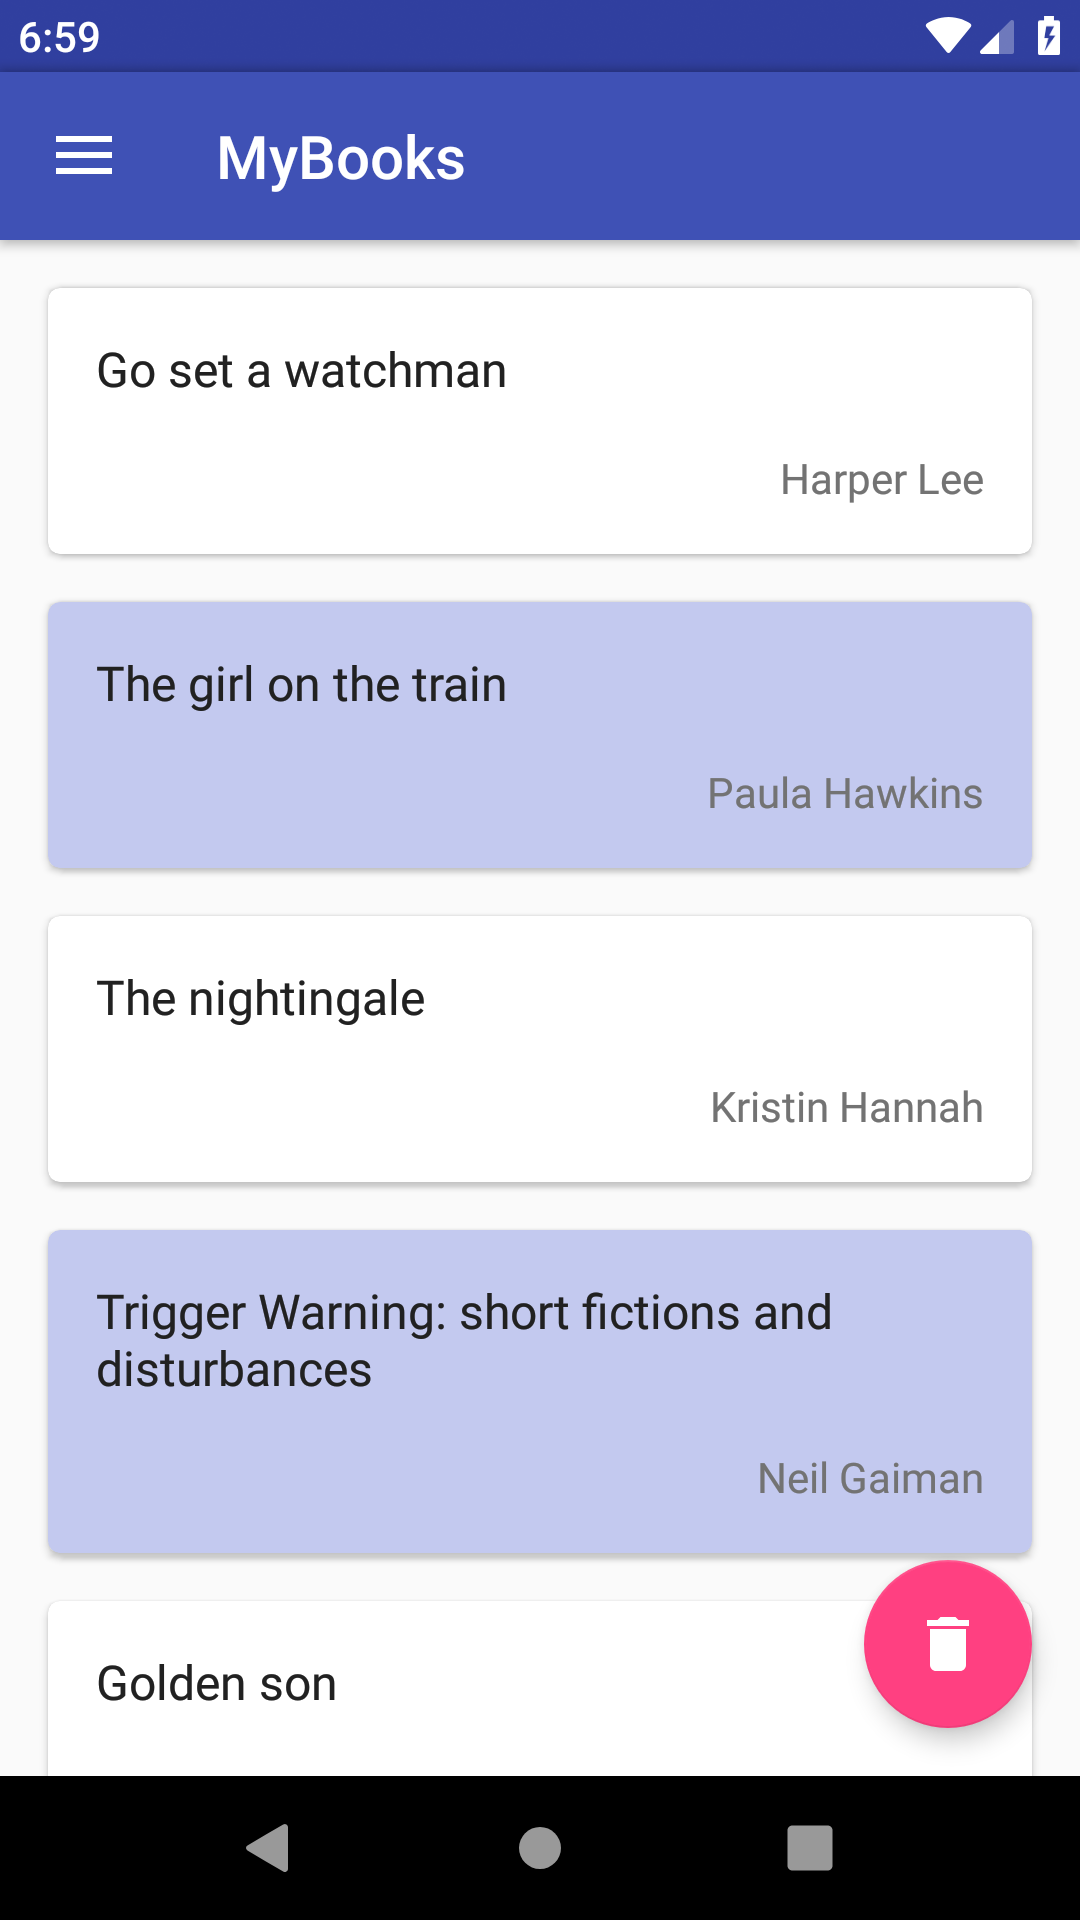 6:59
MyBooks
Go set a watchman
Harper Lee
The girl on the train
Paula Hawkins
The nightingale
Kristin Hannah
Trigger Warning: short fictions and
disturbances
Neil Gaiman
Golden son